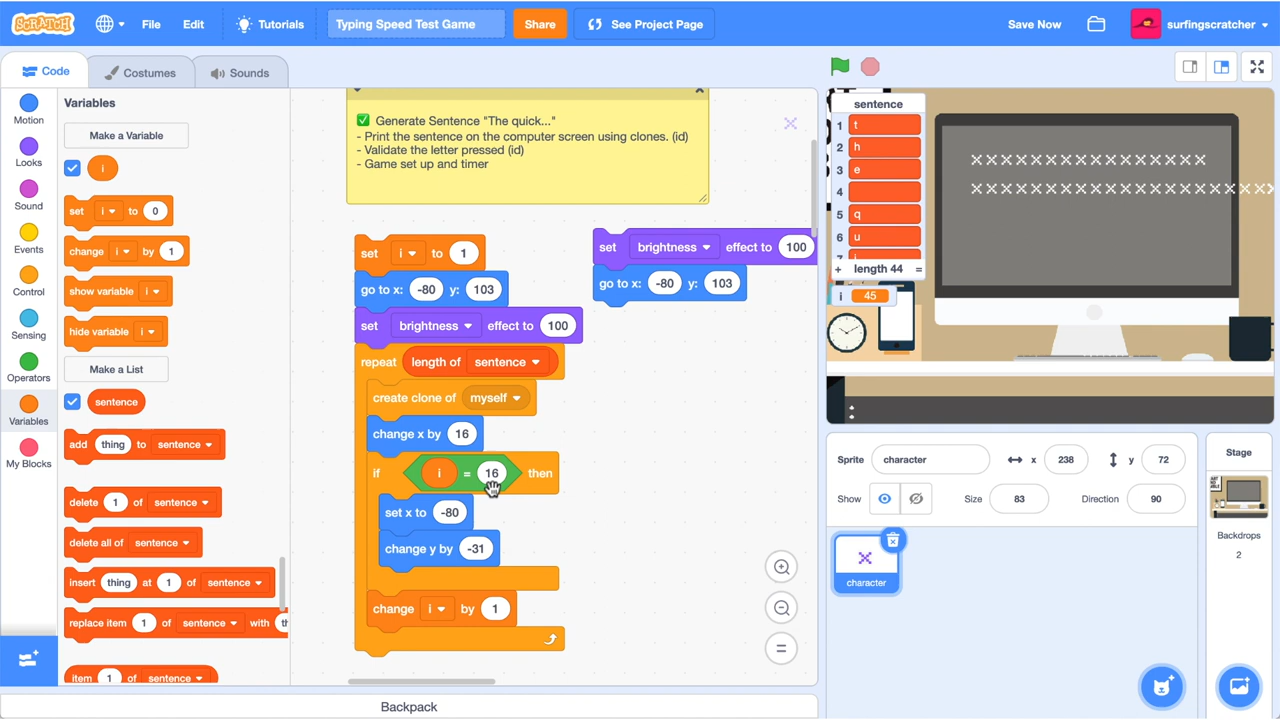 SCRATCH File Edit Tutorials Typing Speed Test Game Share See Project Page Save Now surfingscratcher
Code Costumes Sounds
Motion
Looks
Sound
Events
Control
Sensing
Operators
Variables
My Blocks
Variables
Make a Variable
i
set i to 0
change i by 1
show variable i
hide variable i
Make a List
sentence
add thing to sentence
delete 1 of sentence
delete all of sentence
insert thing at 1 of sentence
replace item 1 of sentence with
item 1 of sentence
✅ Generate Sentence "The quick..."
- Print the sentence on the computer screen using clones. (id)
- Validate the letter pressed (id)
- Game set up and timer
set i to 1
go to x: -80 y: 103
set brightness effect to 100
repeat length of sentence
create clone of myself
change x by 16
if i = 16 then
set x to -80
change y by -31
change i by 1
set brightness effect to 100
go to x: -80 y: 103
sentence
1 t
2 h
3 e
4
5 q
6 u
7 i
+ length 44 =
i 45
Sprite character x 238 y 72
Show Size 83 Direction 90
character
Stage
Backdrops
2
Backpack